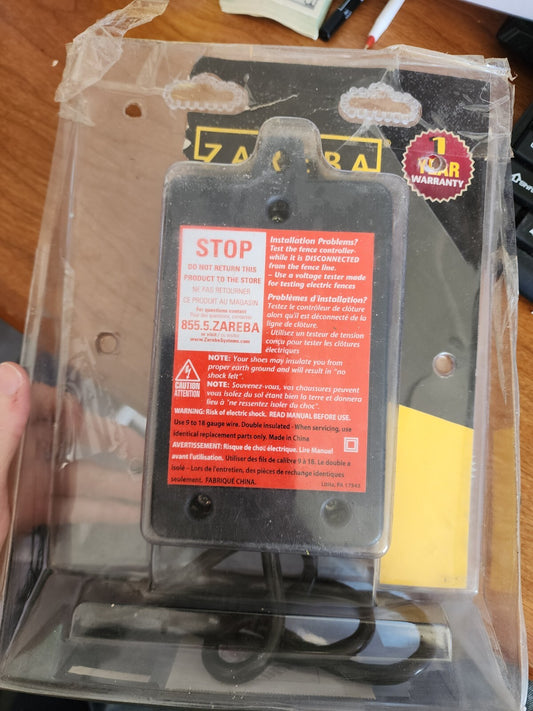 ZAREBA
1
YEAR
WARRANTY
STOP
DO NOT RETURN THIS
PRODUCT TO THE STORE
NE PAS RETOURNER
CE PRODUIT AU MAGASIN
For questions contact
Pour des questions, contactez
855.5.ZAREBA
www.ZarebaSystems.com
Installation Problems?
Test the fence controller
while it is DISCONNECTED
from the fence line.
- Use a voltage tester made
for testing electric fences
Problèmes d'installation?
Testez le contrôleur de clôture
alors qu'il est déconnecté de la
ligne de clôture.
- Utilisez un testeur de tension
conçu pour tester les clôtures
électriques
CAUTION
ATTENTION
NOTE: Your shoes may insulate you from
proper earth ground and will result in "no
shock felt".
NOTE: Souvenez-vous, vos chaussures peuvent
vous isolez du sol étant bien la terre et donnera
lieu à "ne ressentez isolor du choc".
WARNING: Risk of electric shock. READ MANUAL BEFORE USE.
Use 9 to 18 gauge wire. Double insulated - When servicing, use
identical replacement parts only. Made in China
AVERTISSEMENT: Risque de choc électrique. Lire Manuel
avant l'utilisation. Utiliser des fils de calibre 9 à 18. Le double a
isolé – Lors de l'entretien, des pièces de rechange identiques
seulement. FABRIQUÉ CHINA.
Lititz, PA 17543